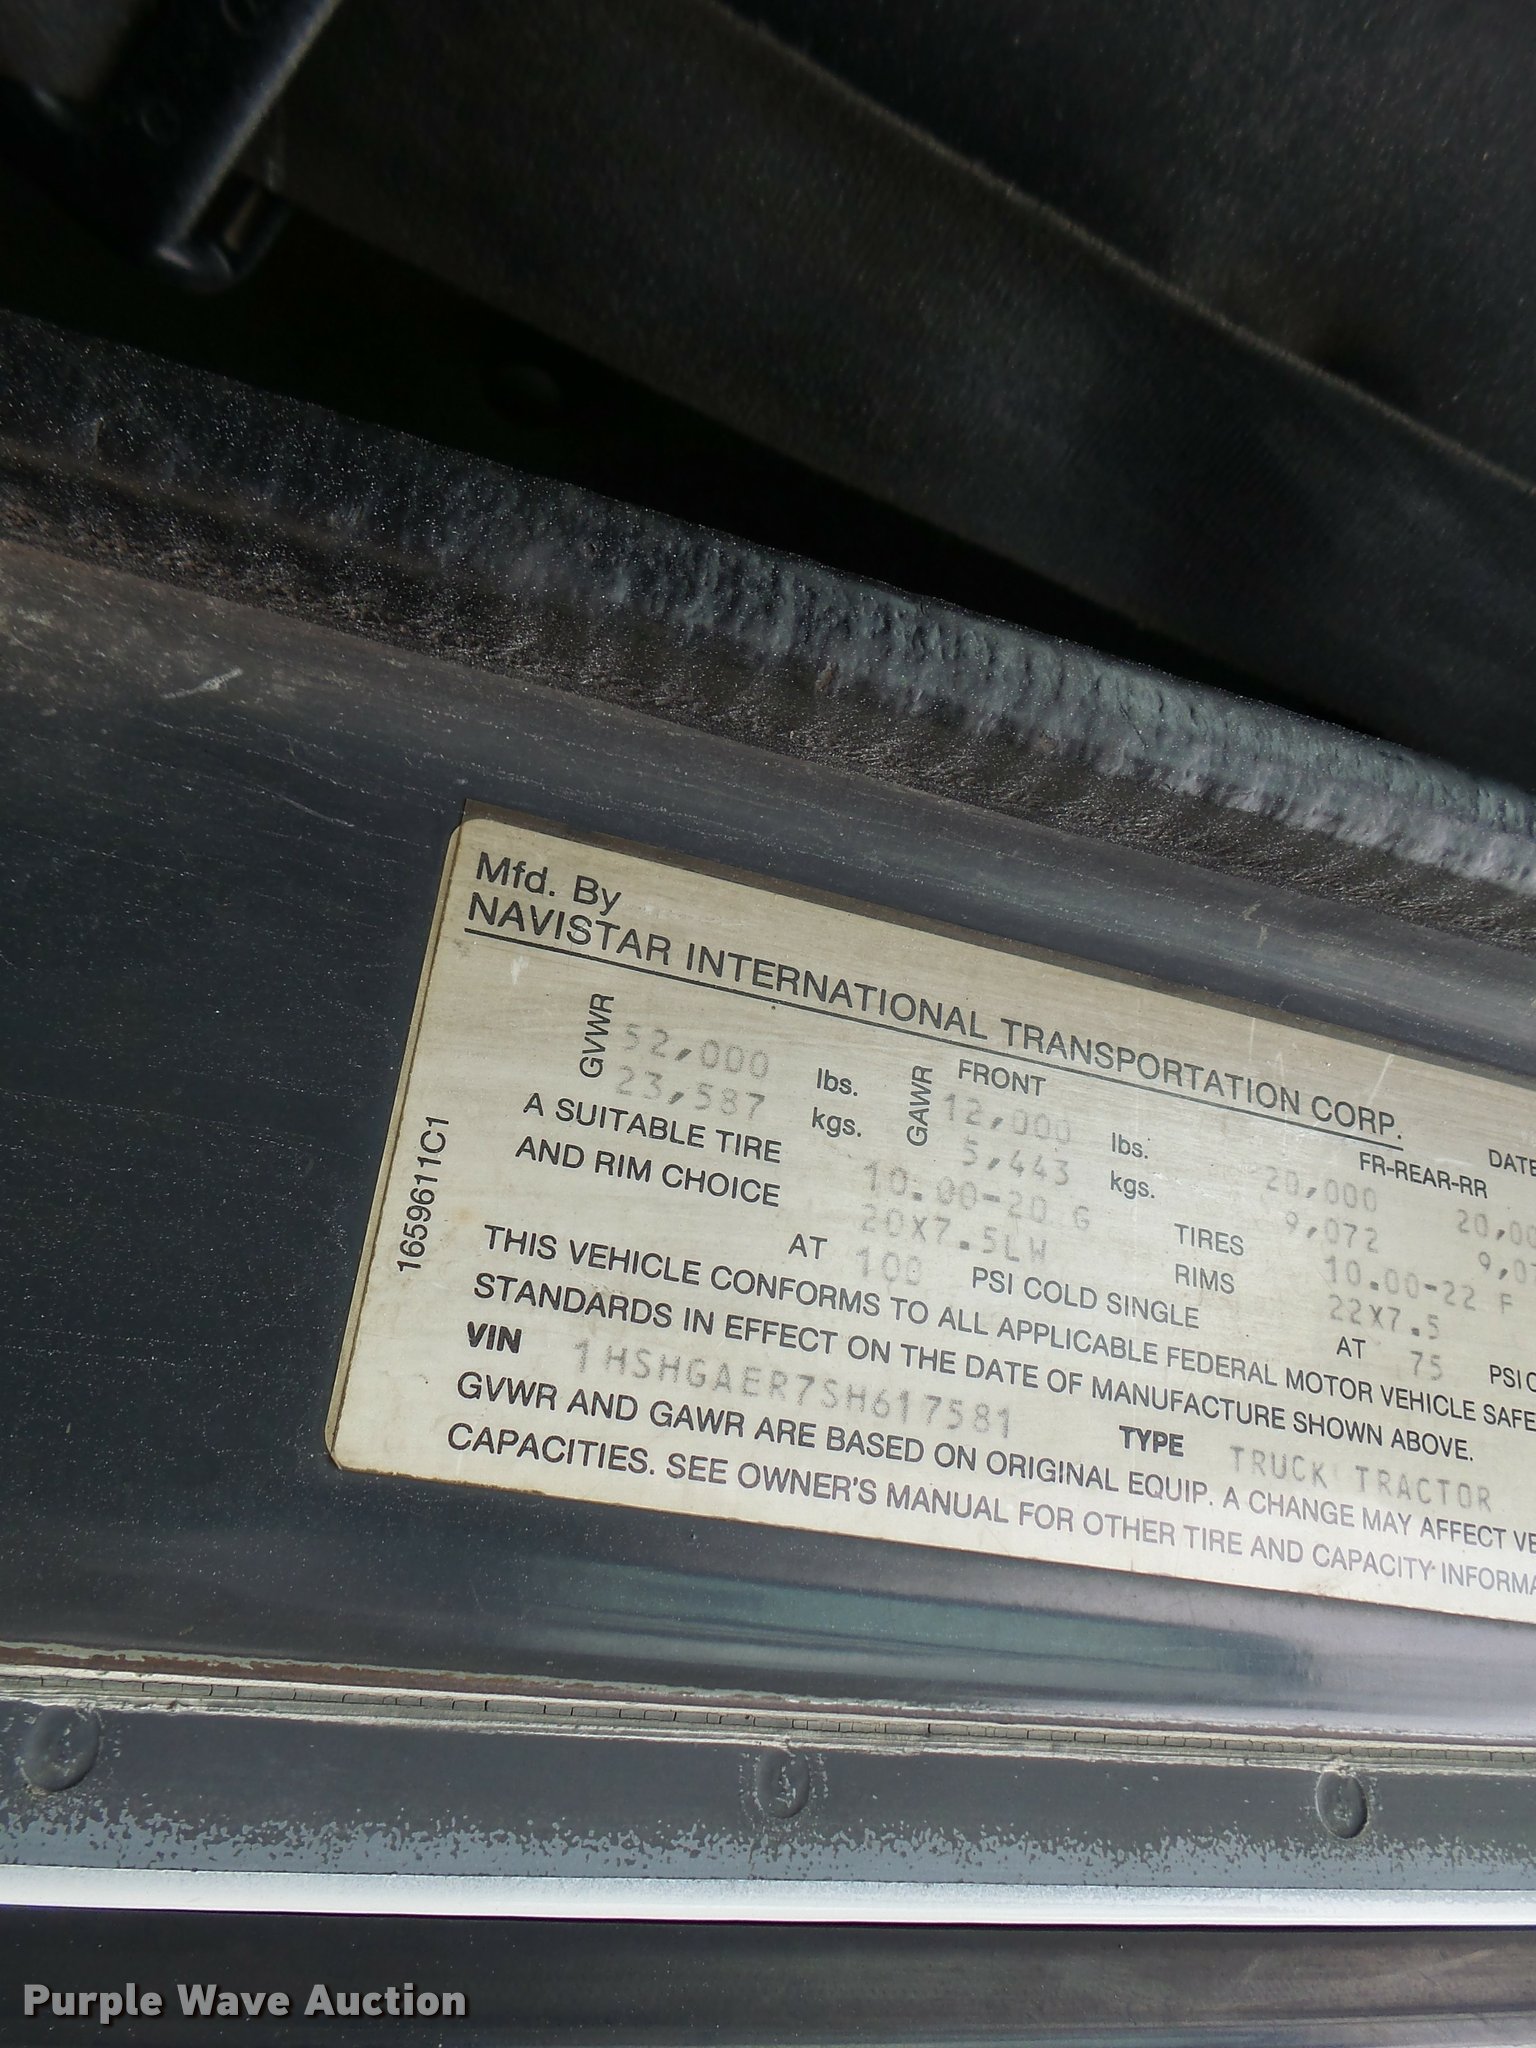 Mfd. By
NAVISTAR INTERNATIONAL TRANSPORTATION CORP.
DATE
GVWR 52,000 lbs. GAWR FRONT 12,000 lbs. FR-REAR-RR 20,000
23,587 kgs. 5,443 kgs. 9,072
A SUITABLE TIRE 10.00-20 G TIRES 10.00-22 F
AND RIM CHOICE 20X7.5LW RIMS 22X7.5
AT 100 PSI COLD SINGLE AT 75 PSI
THIS VEHICLE CONFORMS TO ALL APPLICABLE FEDERAL MOTOR VEHICLE SAFE
STANDARDS IN EFFECT ON THE DATE OF MANUFACTURE SHOWN ABOVE.
VIN 1HSHGAER7SH617581 TYPE TRUCK TRACTOR
GVWR AND GAWR ARE BASED ON ORIGINAL EQUIP. A CHANGE MAY AFFECT VE
CAPACITIES. SEE OWNER'S MANUAL FOR OTHER TIRE AND CAPACITY INFORMA
1659611C1
Purple Wave Auction